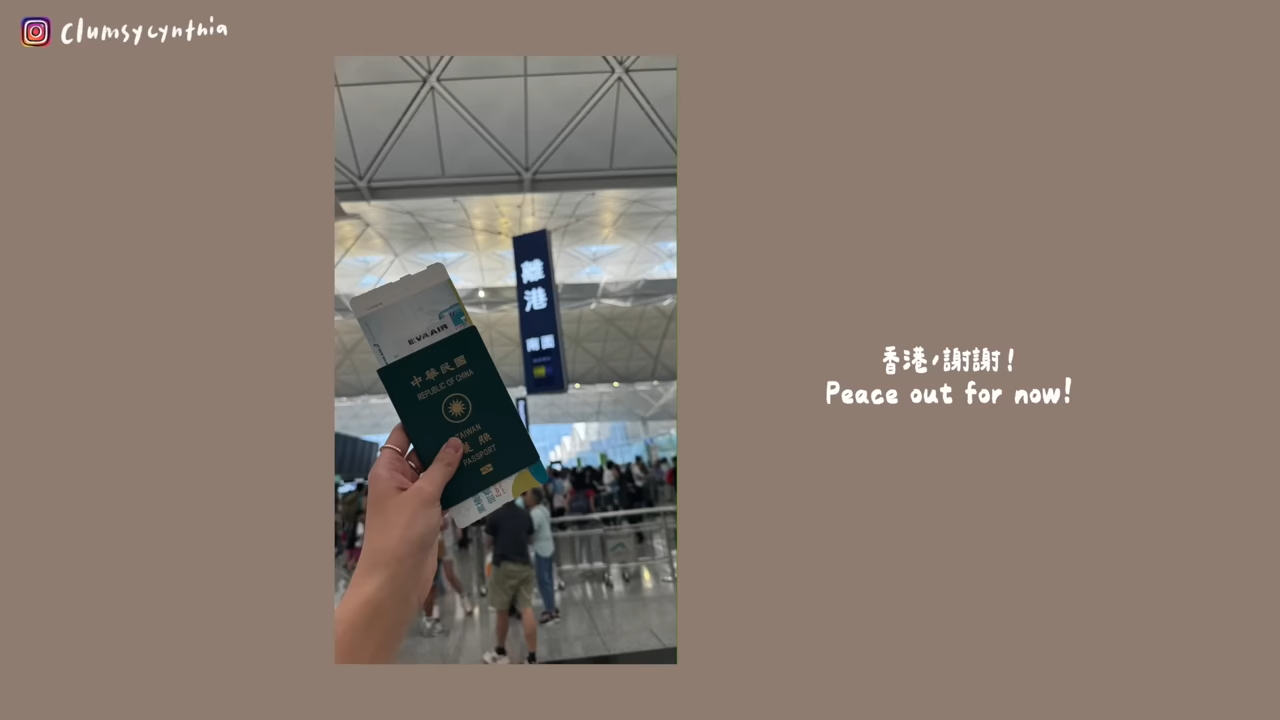 Clumsycynthia
離
港
EVA AIR
中華民國
REPUBLIC OF CHINA
TAIWAN
PASSPORT
香港，謝謝！
Peace out for now!